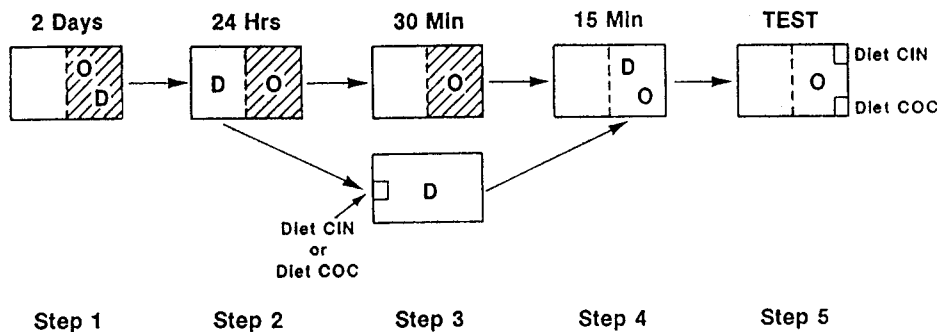 2 Days
24 Hrs
30 Min
15 Min
TEST
O
D
D
O
O
D
O
O
Diet CIN
Diet COC
D
Diet CIN
or
Diet COC
Step 1
Step 2
Step 3
Step 4
Step 5